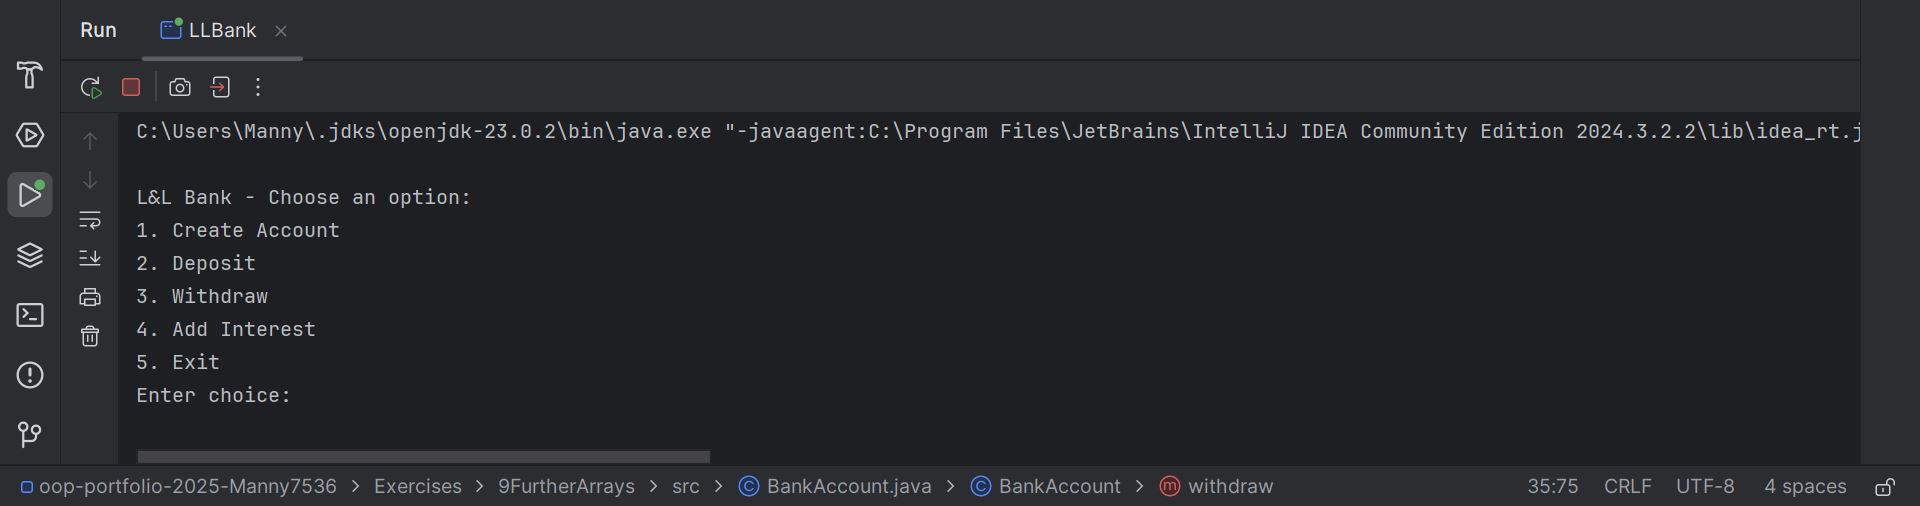 Run LLBank
C:\Users\Manny\.jdks\openjdk-23.0.2\bin\java.exe "-javaagent:C:\Program Files\JetBrains\IntelliJ IDEA Community Edition 2024.3.2.2\lib\idea_rt.j
L&L Bank - Choose an option:
1. Create Account
2. Deposit
3. Withdraw
4. Add Interest
5. Exit
Enter choice:
oop-portfolio-2025-Manny7536 > Exercises > 9FurtherArrays > src > BankAccount.java > BankAccount > withdraw 35:75 CRLF UTF-8 4 spaces